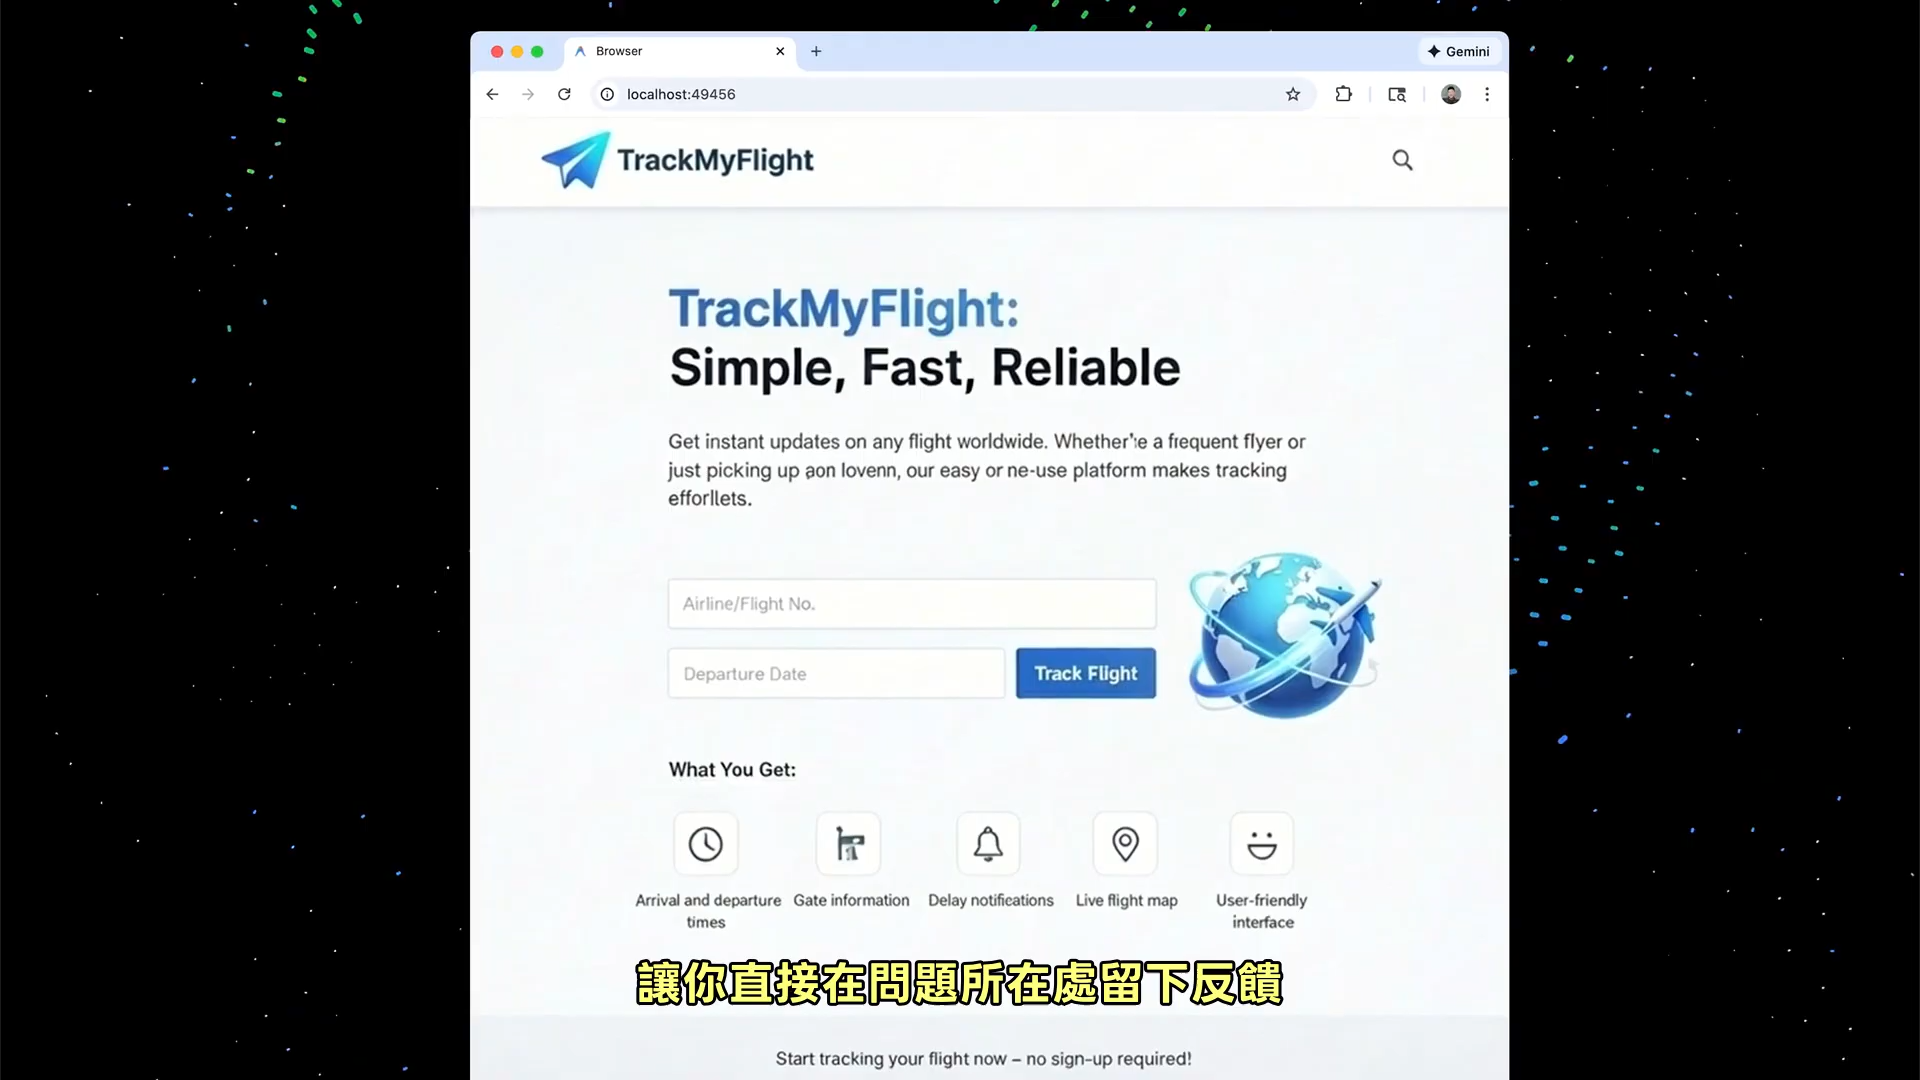 Browser
Gemini
localhost:49456
TrackMyFlight
TrackMyFlight:
Simple, Fast, Reliable
Get instant updates on any flight worldwide. Whether're a frequent flyer or
just picking up aon lovenn, our easy or ne-use platform makes tracking
efforllets.
Airline/Flight No.
Departure Date
Track Flight
What You Get:
Arrival and departure
times
Gate information
Delay notifications
Live flight map
User-friendly
interface
讓你直接在問題所在處留下反饋
Start tracking your flight now – no sign-up required!